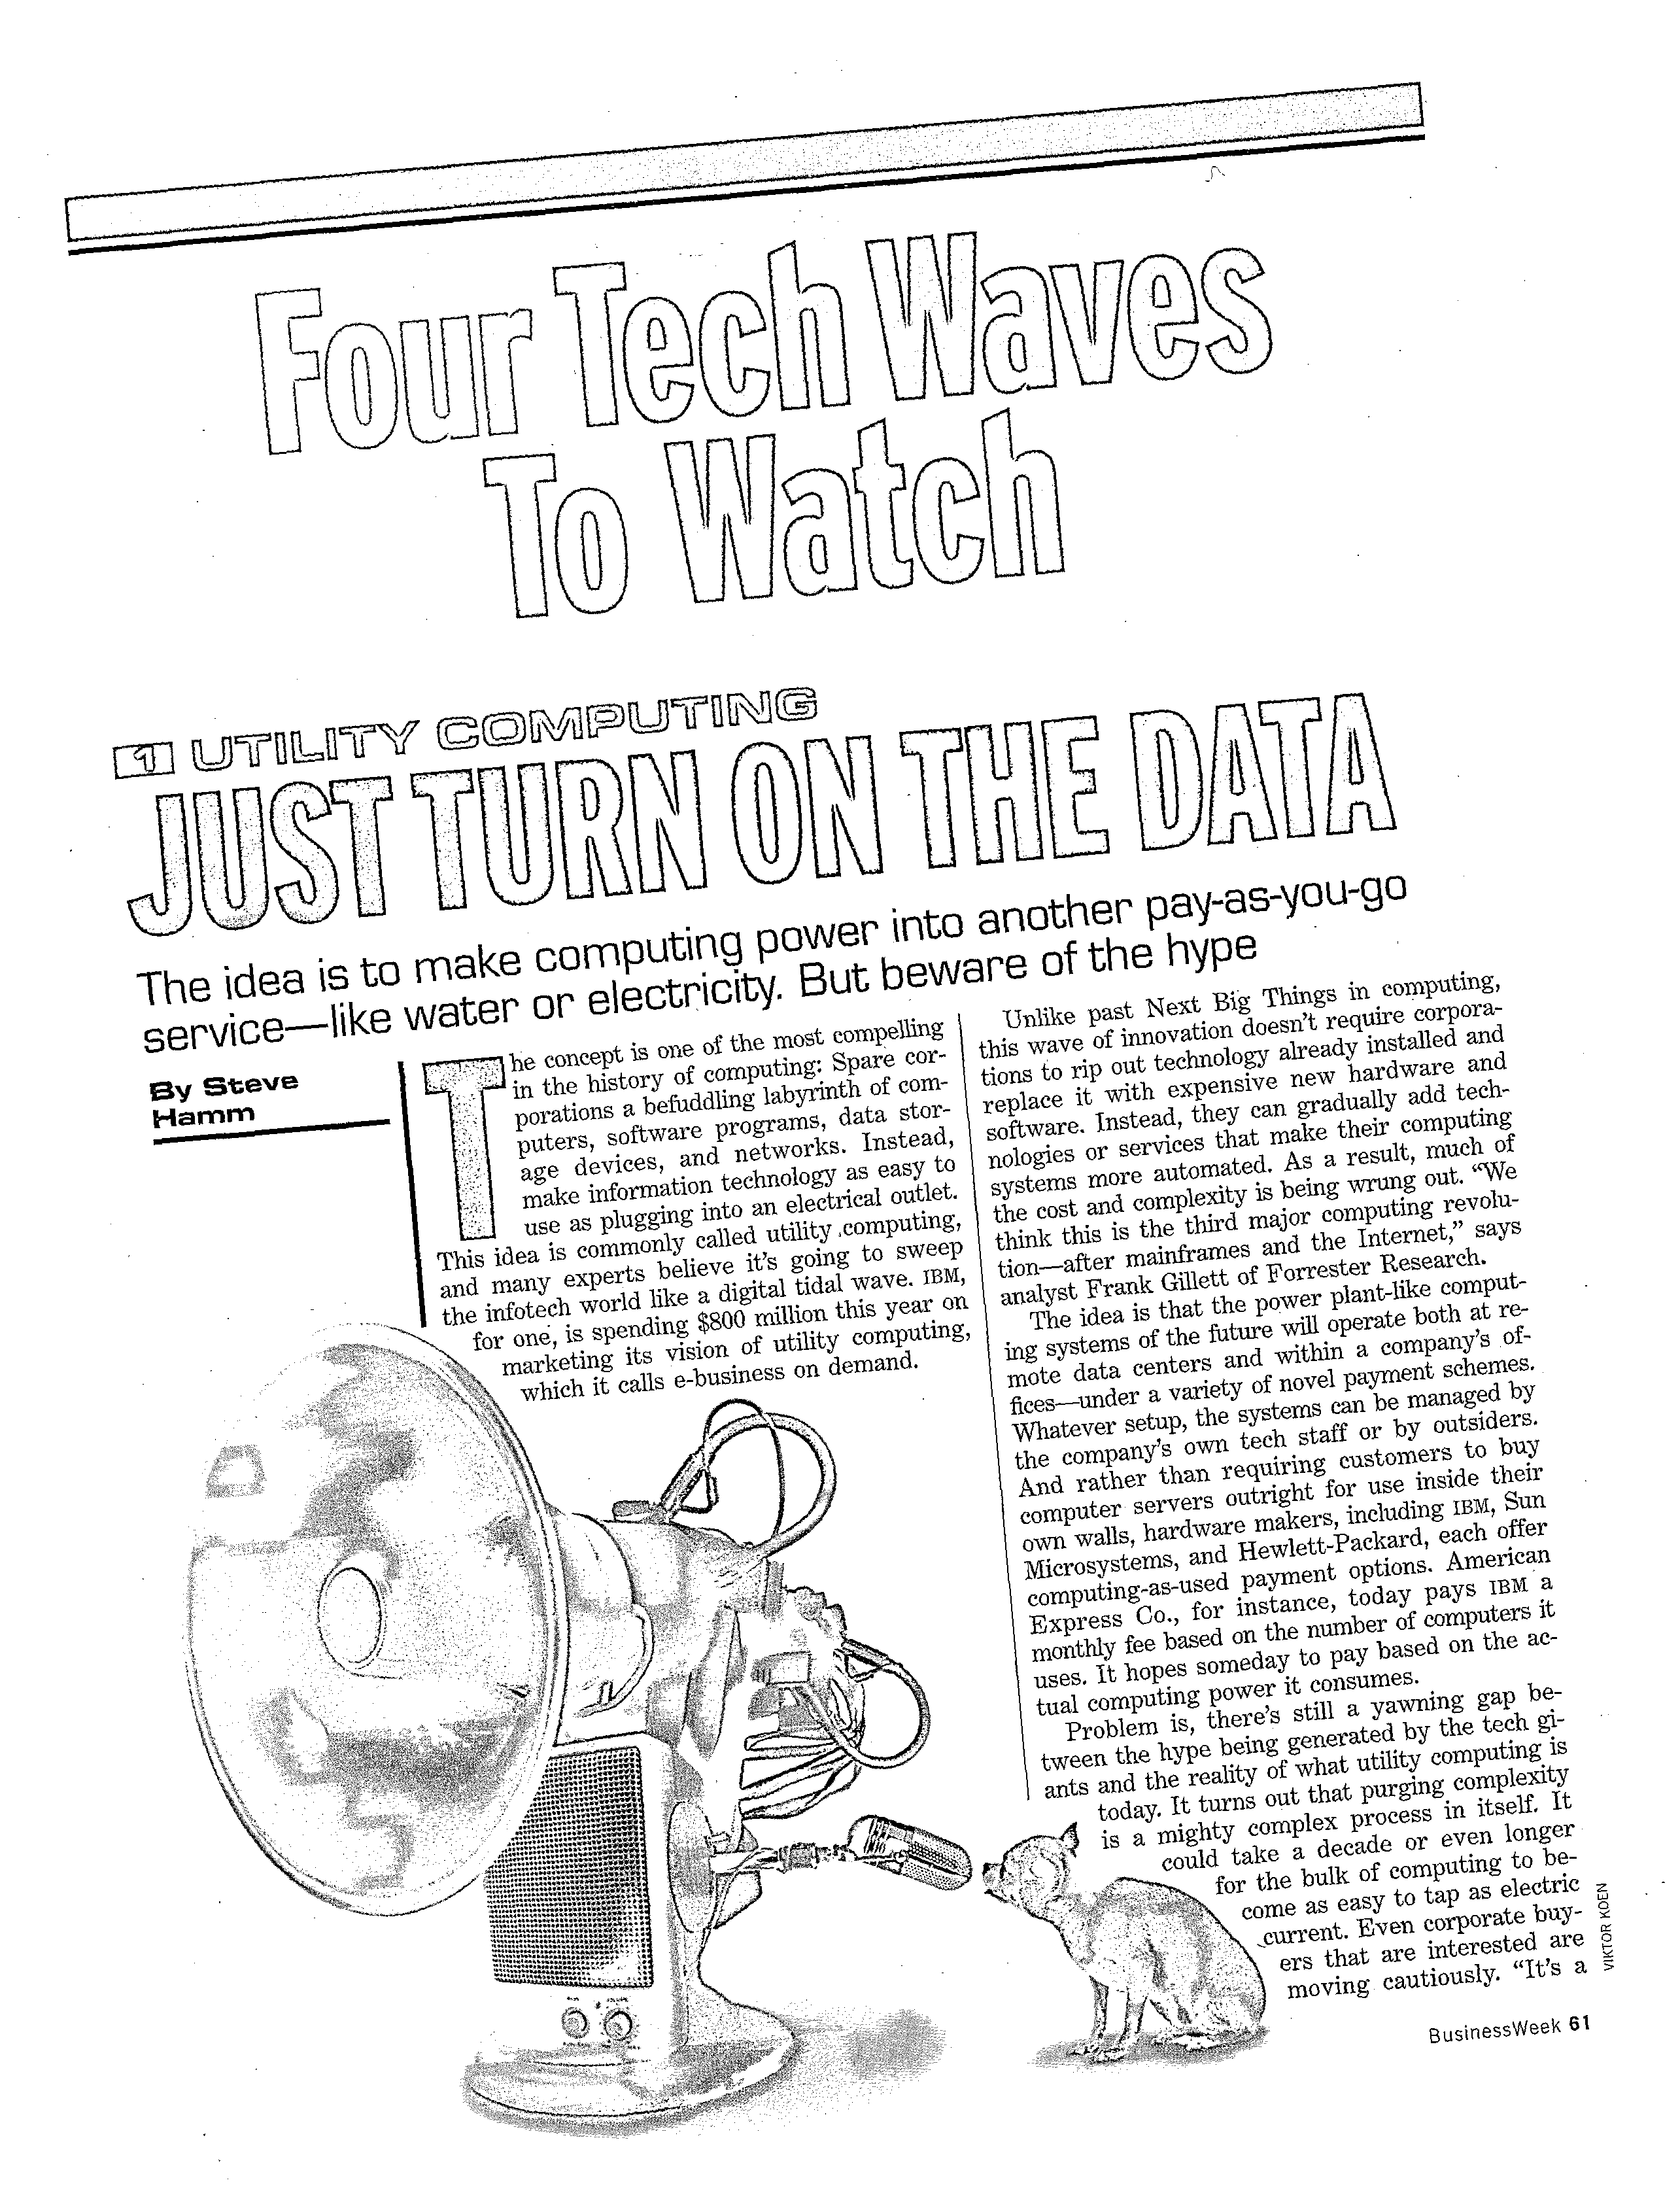 Four Tech Waves
To Watch
1 UTILITY COMPUTING
JUST TURN ON THE DATA
The idea is to make computing power into another pay-as-you-go
service—like water or electricity. But beware of the hype
By Steve
Hamm
The concept is one of the most compelling
in the history of computing: Spare cor-
porations a befuddling labyrinth of com-
puters, software programs, data stor-
age devices, and networks. Instead,
make information technology as easy to
use as plugging into an electrical outlet.
This idea is commonly called utility computing,
and many experts believe it's going to sweep
the infotech world like a digital tidal wave. IBM,
for one, is spending $800 million this year on
marketing its vision of utility computing,
which it calls e-business on demand.
Unlike past Next Big Things in computing,
this wave of innovation doesn't require corpora-
tions to rip out technology already installed and
replace it with expensive new hardware and
software. Instead, they can gradually add tech-
nologies or services that make their computing
systems more automated. As a result, much of
the cost and complexity is being wrung out. "We
think this is the third major computing revolu-
tion—after mainframes and the Internet," says
analyst Frank Gillett of Forrester Research.
The idea is that the power plant-like comput-
ing systems of the future will operate both at re-
mote data centers and within a company's of-
fices—under a variety of novel payment schemes.
Whatever setup, the systems can be managed by
the company's own tech staff or by outsiders.
And rather than requiring customers to buy
computer servers outright for use inside their
own walls, hardware makers, including IBM, Sun
Microsystems, and Hewlett-Packard, each offer
computing-as-used payment options. American
Express Co., for instance, today pays IBM a
monthly fee based on the number of computers it
uses. It hopes someday to pay based on the ac-
tual computing power it consumes.
Problem is, there's still a yawning gap be-
tween the hype being generated by the tech gi-
ants and the reality of what utility computing is
today. It turns out that purging complexity
is a mighty complex process in itself. It
could take a decade or even longer
for the bulk of computing to be-
come as easy to tap as electric
current. Even corporate buy-
ers that are interested are
moving cautiously. "It's a
VIKTOR KOEN
BusinessWeek 61